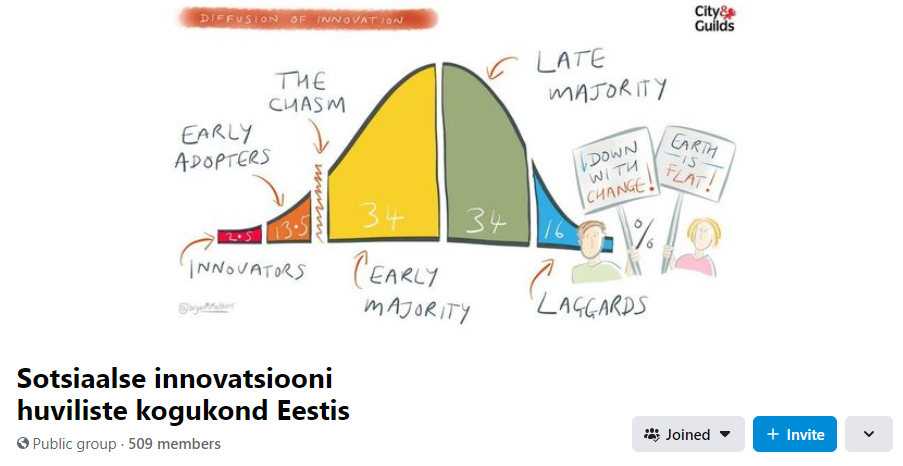 DIFFUSION OF INNOVATION
City&
Guilds
THE
CHASM
LATE
MAJORITY
EARLY
ADOPTERS
DOWN
WITH
CHANGE!
EARTH
IS
FLAT!
2.5
13.5
34
34
16
%
INNOVATORS
EARLY
MAJORITY
LAGGARDS
Sotsiaalse innovatsiooni
huviliste kogukond Eestis
Public group · 509 members
Joined
+ Invite